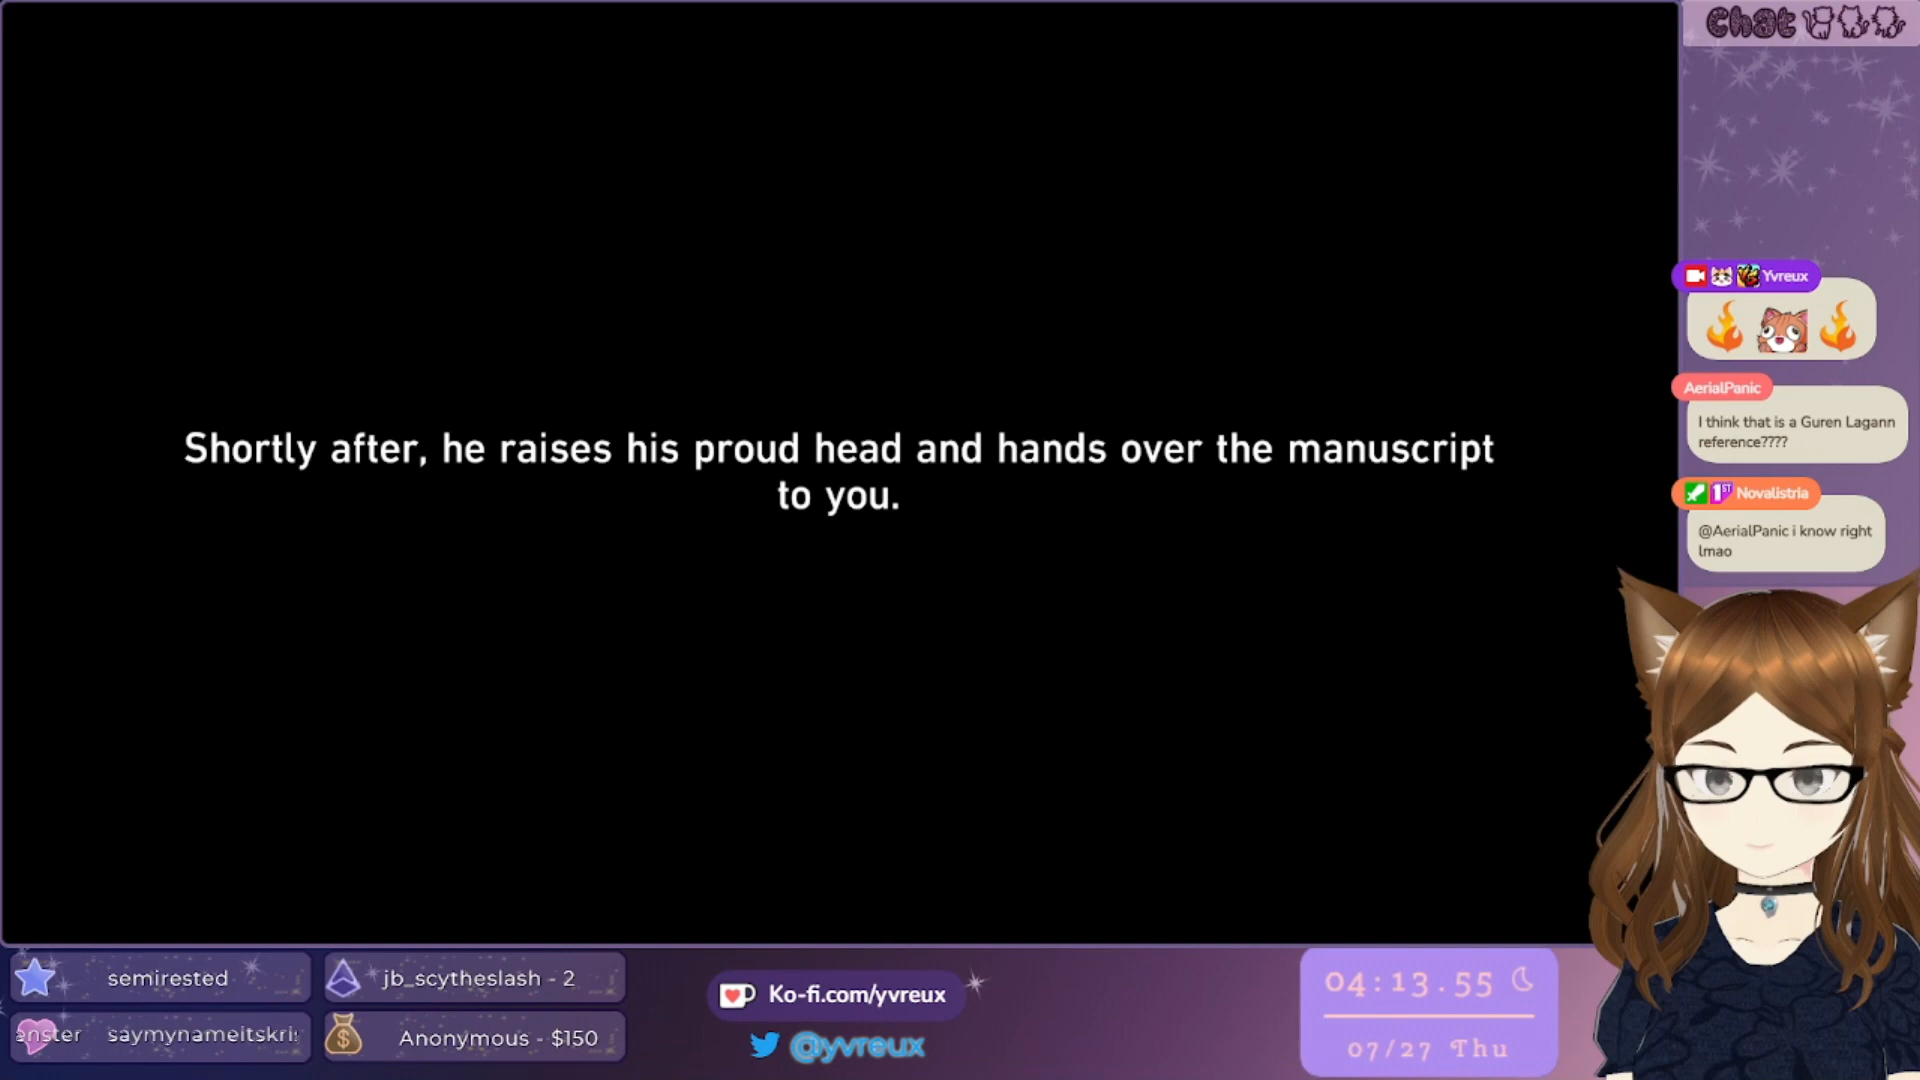 Chat
Shortly after, he raises his proud head and hands over the manuscript
to you.
Yvreux
AerialPanic
I think that is a Guren Lagann
reference????
1ST Novalistria
@AerialPanic i know right
lmao
semirested
jb_scytheslash - 2
enster saymynameitskri
Anonymous - $150
Ko-fi.com/yvreux
@yvreux
04:13.55
07/27 Thu